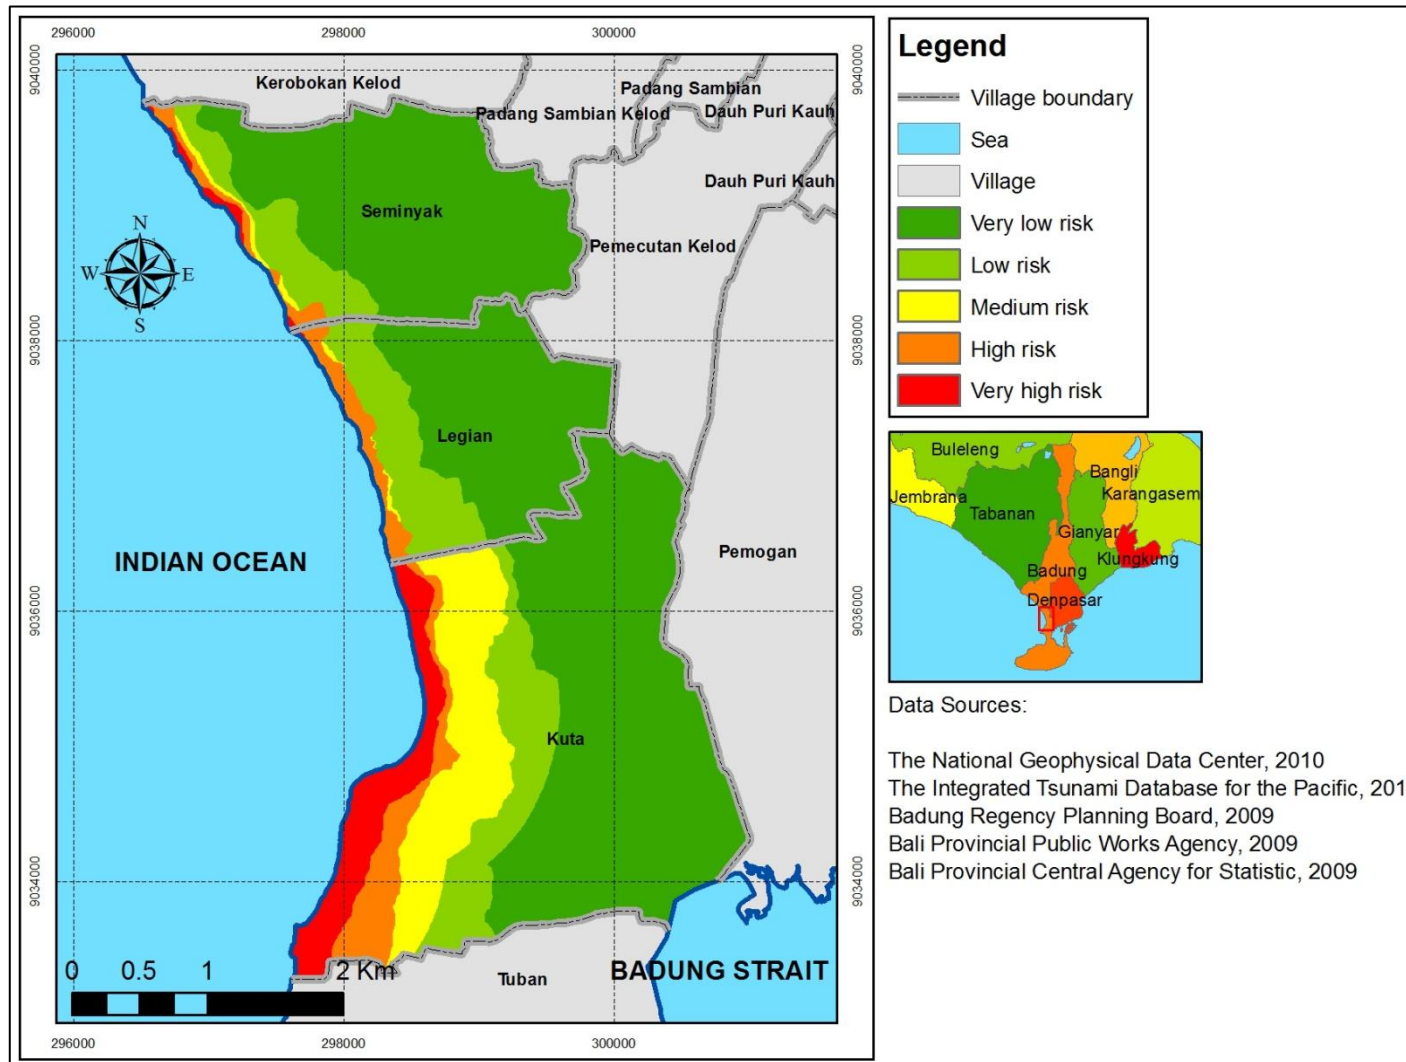 296000
298000
300000
9040000
9040000
Kerobokan Kelod
Padang Sambian
Padang Sambian Kelod
Dauh Puri Kauh
Dauh Puri Kauh
Seminyak
Pemecutan Kelod
N
W
E
S
9038000
9038000
Legian
INDIAN OCEAN
Pemogan
9036000
9036000
Kuta
9034000
9034000
0 0.5 1 2 Km
Tuban
BADUNG STRAIT
296000
298000
300000
Legend
Village boundary
Sea
Village
Very low risk
Low risk
Medium risk
High risk
Very high risk
Buleleng
Bangli
Jembrana
Karangasem
Tabanan
Gianyar
Klungkung
Badung
Denpasar
Data Sources:
The National Geophysical Data Center, 2010
The Integrated Tsunami Database for the Pacific, 201
Badung Regency Planning Board, 2009
Bali Provincial Public Works Agency, 2009
Bali Provincial Central Agency for Statistic, 2009